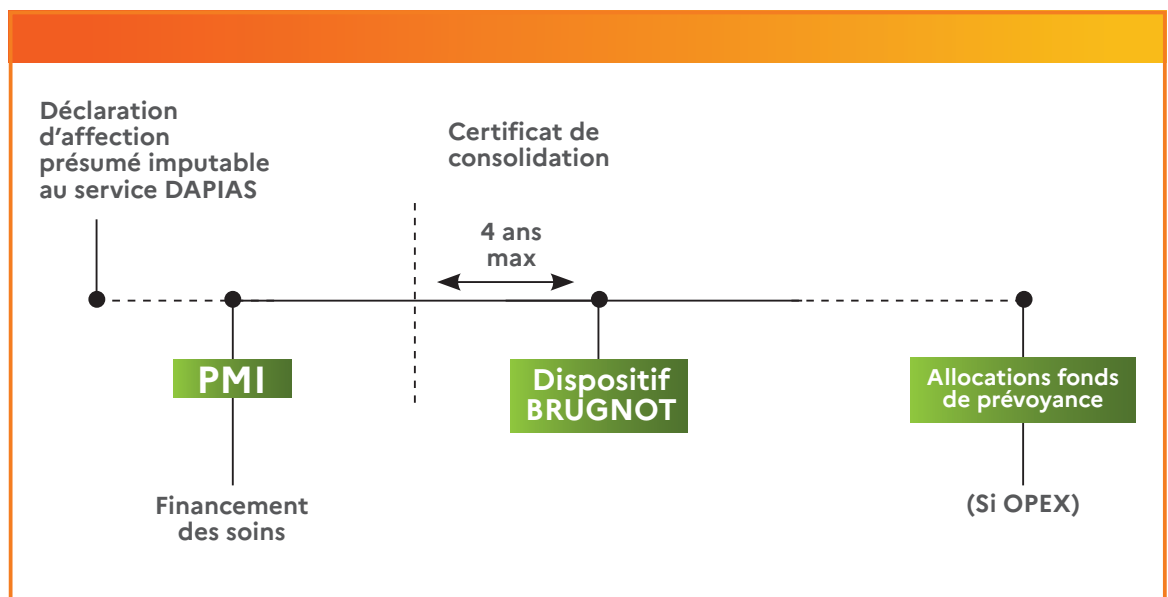 Déclaration
d'affection
présumé imputable
au service DAPIAS
Certificat de
consolidation
4 ans
max
PMI
Dispositif
BRUGNOT
Allocations fonds
de prévoyance
Financement
des soins
(Si OPEX)